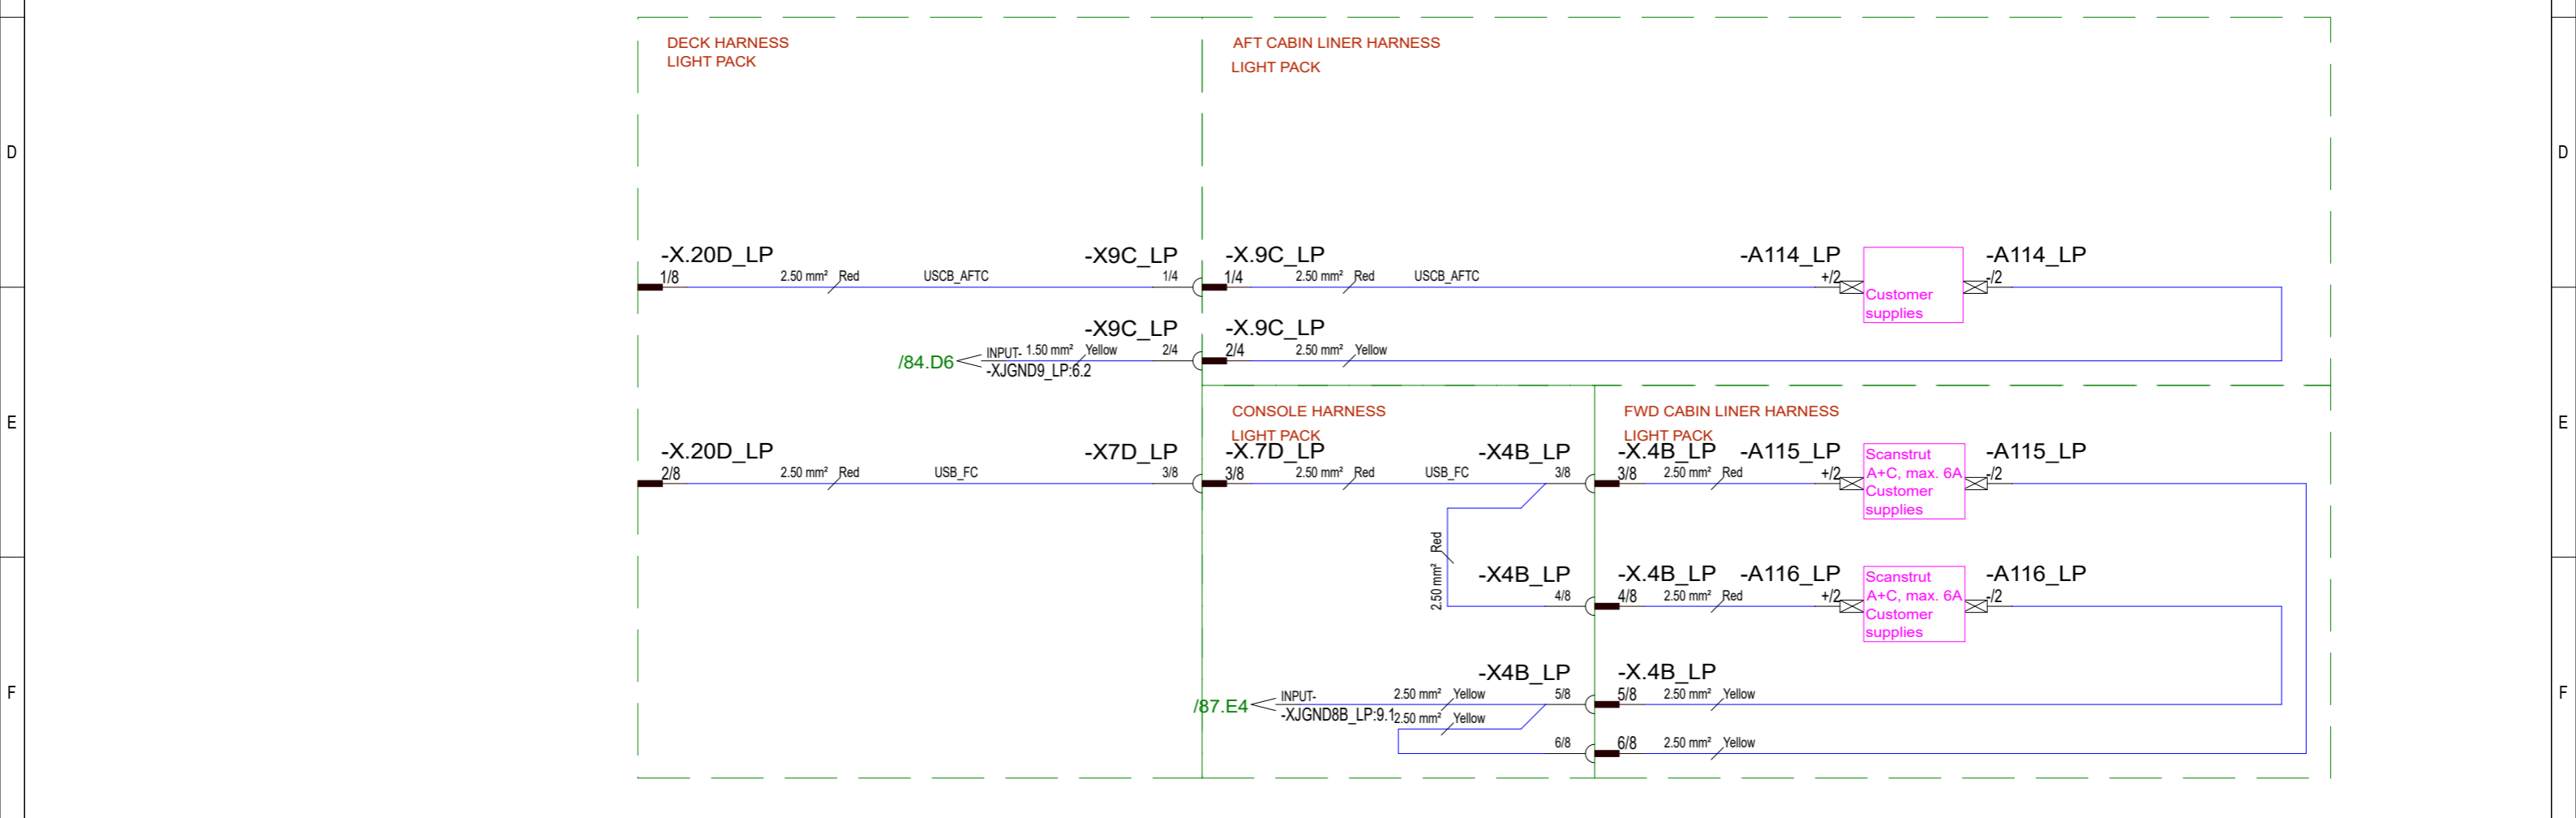 DECK HARNESS
LIGHT PACK
AFT CABIN LINER HARNESS
LIGHT PACK
D
D
-X.20D_LP
1/8
2.50 mm² Red
USCB_AFTC
-X9C_LP
1/4
-X.9C_LP
1/4
2.50 mm² Red
USCB_AFTC
-A114_LP
+/2
Customer
supplies
-A114_LP
-/2
/84.D6
INPUT-
1.50 mm² Yellow
-XJGND9_LP:6.2
-X9C_LP
2/4
-X.9C_LP
2/4
2.50 mm² Yellow
E
E
CONSOLE HARNESS
LIGHT PACK
FWD CABIN LINER HARNESS
LIGHT PACK
-X.20D_LP
2/8
2.50 mm² Red
USB_FC
-X7D_LP
3/8
-X.7D_LP
3/8
2.50 mm² Red
USB_FC
-X4B_LP
3/8
-X.4B_LP
3/8
2.50 mm² Red
-A115_LP
+/2
Scanstrut
A+C, max. 6A
Customer
supplies
-A115_LP
-/2
2.50 mm² Red
-X4B_LP
4/8
-X.4B_LP
4/8
2.50 mm² Red
-A116_LP
+/2
Scanstrut
A+C, max. 6A
Customer
supplies
-A116_LP
-/2
F
F
/87.E4
INPUT-
-XJGND8B_LP:9.1
2.50 mm² Yellow
2.50 mm² Yellow
-X4B_LP
5/8
-X.4B_LP
5/8
2.50 mm² Yellow
6/8
6/8
2.50 mm² Yellow